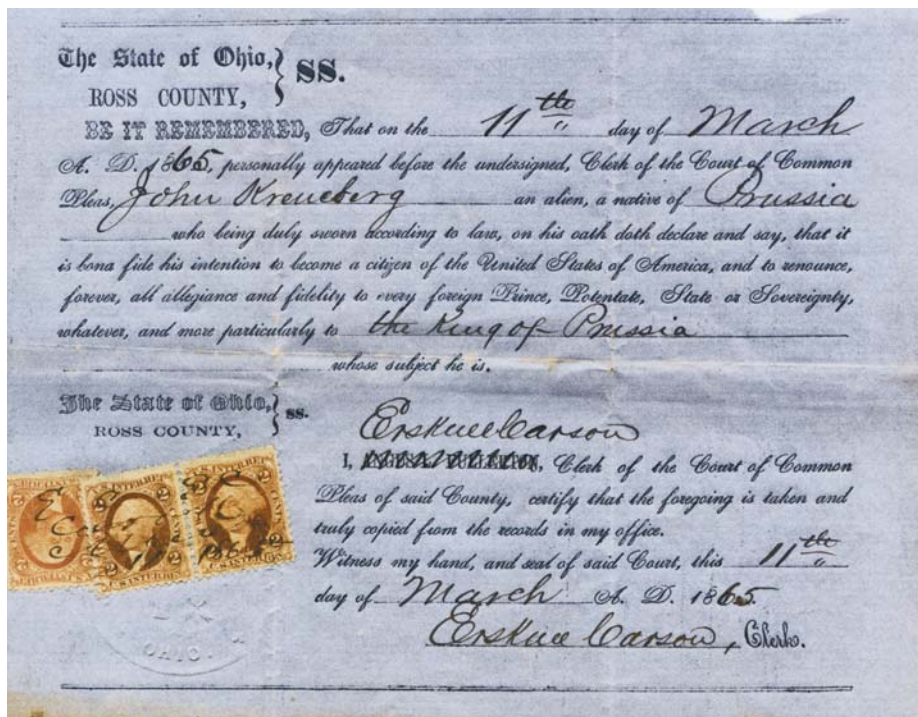 The State of Ohio, } SS.
ROSS COUNTY,
BE IT REMEMBERED, That on the 11th day of March
A. D. 1865, personally appeared before the undersigned, Clerk of the Court of Common
Pleas, John Kreueberg an alien, a native of Prussia
who being duly sworn according to law, on his oath doth declare and say, that it
is bona fide his intention to become a citizen of the United States of America, and to renounce,
forever, all allegiance and fidelity to every foreign Prince, Potentate, State or Sovereignty,
whatever, and more particularly to the King of Prussia
whose subject he is.
The State of Ohio, } ss.
ROSS COUNTY,
Erskine Carson
I, Clerk of the Court of Common
Pleas of said County, certify that the foregoing is taken and
truly copied from the records in my office.
Witness my hand, and seal of said Court, this 11th
day of March A. D. 1865.
Erskine Carson, Clerk.
U.S. INTER. REV.
2 CENTS 2
OHIO